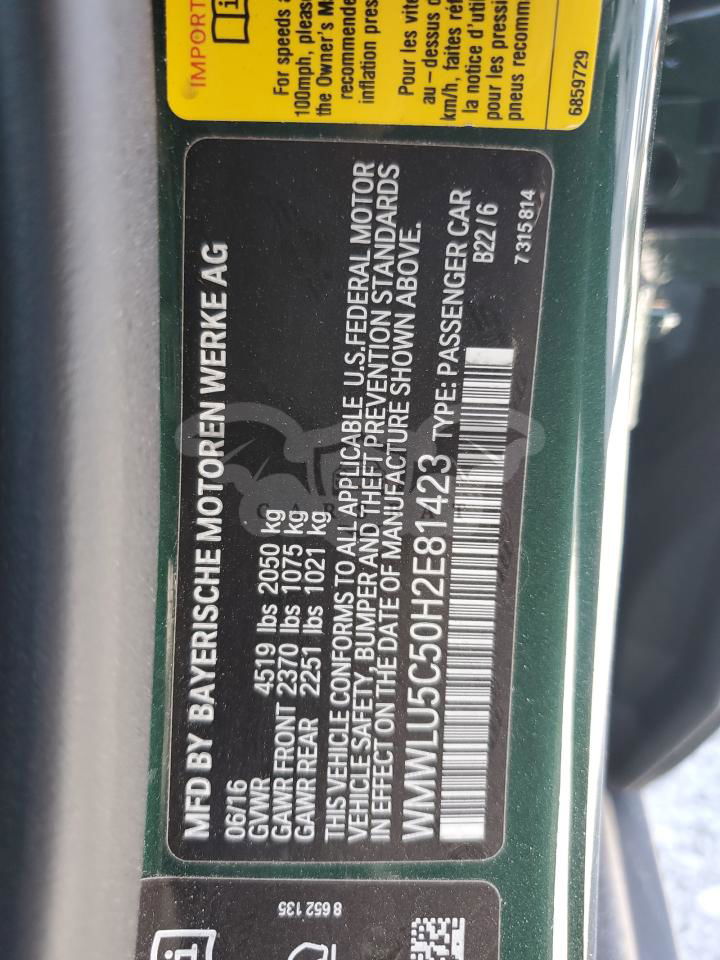 MFD BY BAYERISCHE MOTOREN WERKE AG
06/16
GVWR 4519 lbs 2050 kg
GAWR FRONT 2370 lbs 1075 kg
GAWR REAR 2251 lbs 1021 kg
THIS VEHICLE CONFORMS TO ALL APPLICABLE U.S.FEDERAL MOTOR
VEHICLE SAFETY, BUMPER AND THEFT PREVENTION STANDARDS
IN EFFECT ON THE DATE OF MANUFACTURE SHOWN ABOVE.
WMWLU5C50H2E81423 TYPE: PASSENGER CAR
B22/6
7 315 814
IMPORT
For speeds
100mph, pleas
the Owner's M
recommende
inflation press
Pour les vite
au-dessus d
km/h, faites réf
la notice d'util
pour les pressi
pneus recomm
6859729
8 652 135